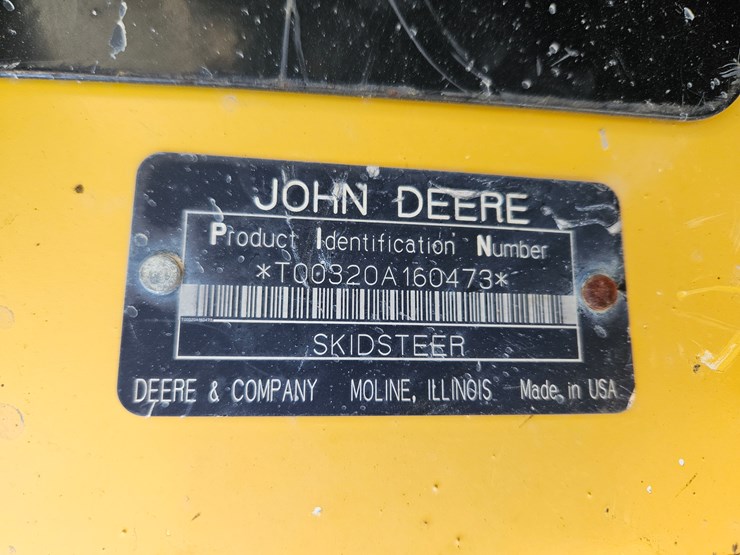 JOHN DEERE
Product Identification Number
*T00320A160473*
SKIDSTEER
DEERE & COMPANY MOLINE, ILLINOIS Made in USA